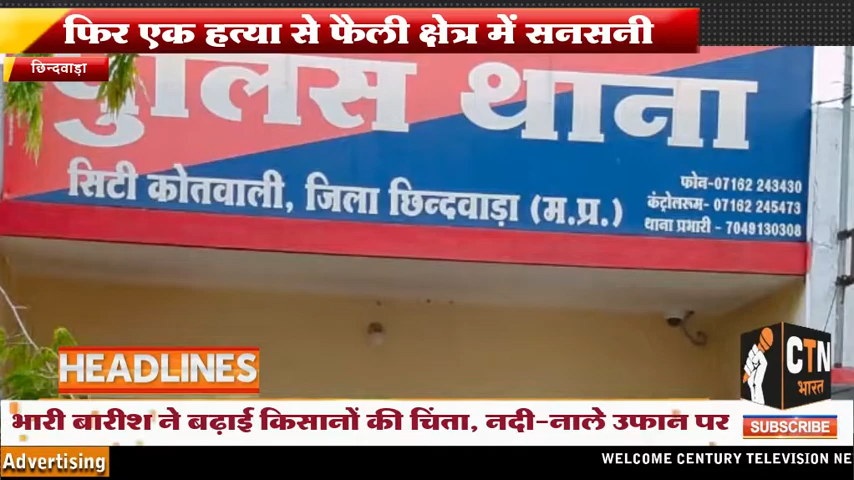 फिर एक हत्या से फैली क्षेत्र में सनसनी
छिन्दवाड़ा
पुलिस थाना
सिटी कोतवाली, जिला छिन्दवाड़ा (म.प्र.)
फोन-07162 243430
कंट्रोलरूम- 07162 245473
थाना प्रभारी - 7049130308
HEADLINES
CTN
भारत
भारी बारीश ने बढ़ाई किसानों की चिंता, नदी-नाले उफान पर
SUBSCRIBE
Advertising
WELCOME CENTURY TELEVISION NE